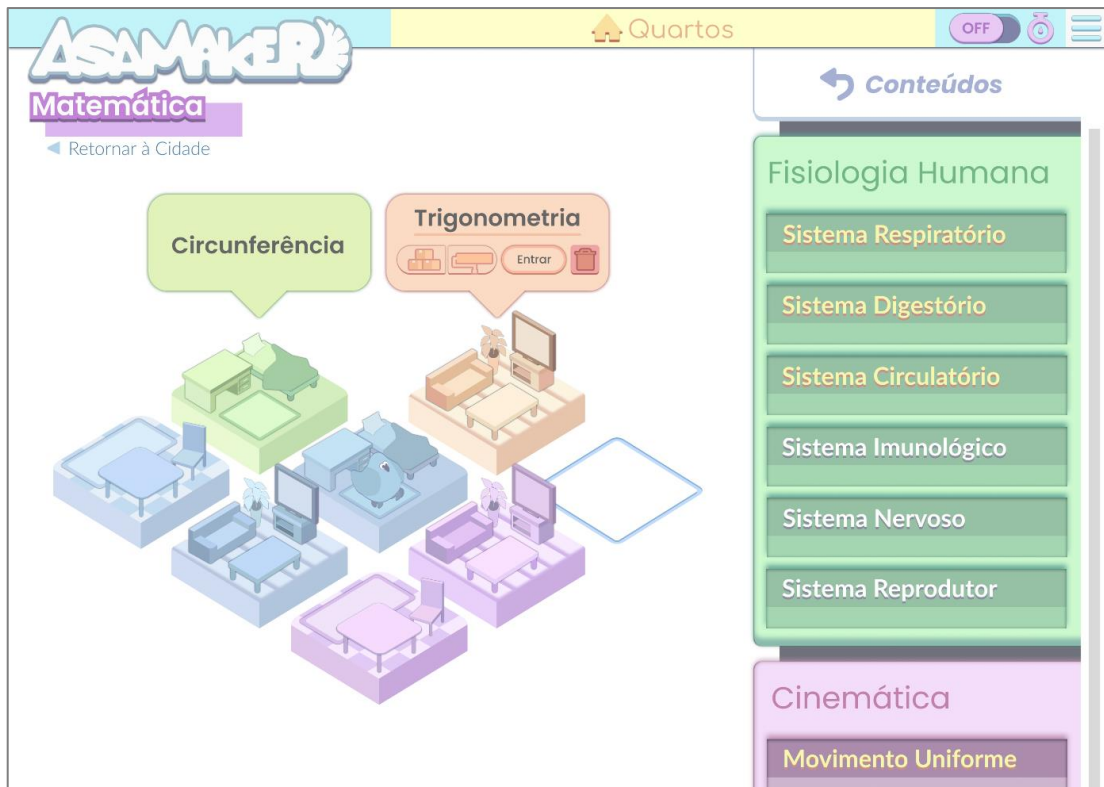 ASAMAKER
Quartos
OFF
Matemática
Retornar à Cidade
Conteúdos
Circunferência
Trigonometria
Entrar
Fisiologia Humana
Sistema Respiratório
Sistema Digestório
Sistema Circulatório
Sistema Imunológico
Sistema Nervoso
Sistema Reprodutor
Cinemática
Movimento Uniforme